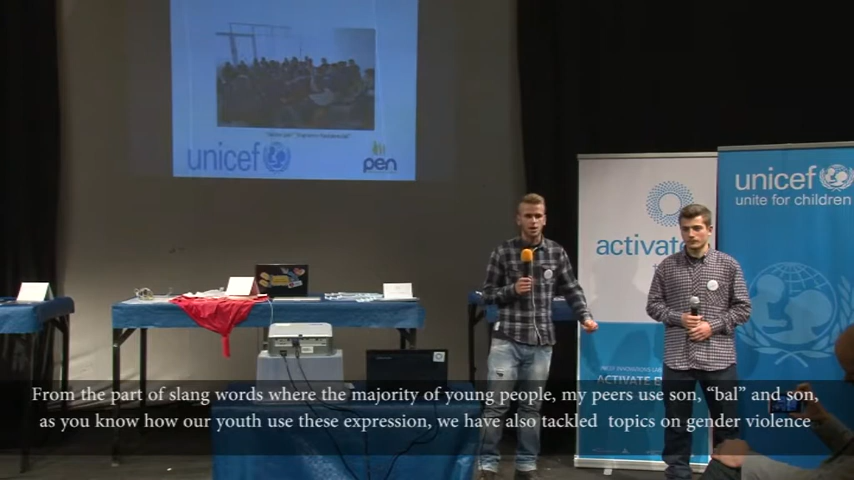 unicef
pen
unicef
unite for children
activate
ACTIVATE
From the part of slang words where the majority of young people, my peers use son, “bal” and son,
as you know how our youth use these expression, we have also tackled topics on gender violence